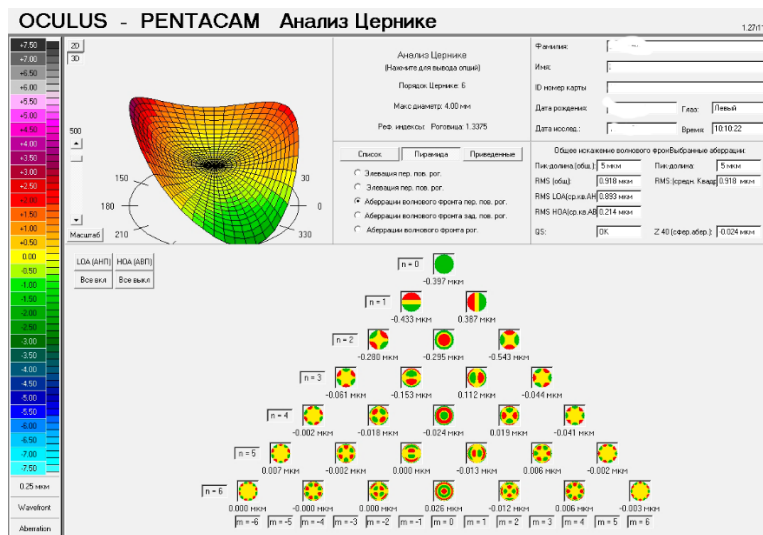 OCULUS - PENTACAM Анализ Цернике
1.27r11
+7.50
+7.00
+6.50
+6.00
+5.50
+5.00
+4.50
+4.00
+3.50
+3.00
+2.50
+2.00
+1.50
+1.00
+0.50
0.00
-0.50
-1.00
-1.50
-2.00
-2.50
-3.00
-3.50
-4.00
-4.50
-5.00
-5.50
-6.00
-6.50
-7.00
-7.50
0.25 мкм
Wavefront
Aberration
2D
3D
500
Масштаб
150
180
210
30
0
330
Анализ Цернике
(Нажмите для вывода опций)
Порядок Цернике: 6
Макс диаметр: 4.00 мм
Реф. индексы: Роговица: 1.3375
Фамилия:
Имя:
ID номер карты
Дата рождения:
Глаз: Левый
Дата исслед.:
Время: 10:10:22
Список Пирамида Приведенные
Элевация пер. пов. рог.
Элевация пер. пов. рог.
Аберрации волнового фронта пер. пов. рог.
Аберрации волнового фронта зад. пов. рог.
Аберрации волнового фронта рог.
Общее искажение волнового фронВыбранные аберрации:
Пик-долина.(общ.): 5 мкм Пик-долина: 5 мкм
RMS (общ): 0.918 мкм RMS:(средн. Квадр 0.918 мкм
RMS LOA(ср.кв.АН 0.893 мкм
RMS HOA(ср.кв.АВ 0.214 мкм
QS: OK Z 40 (сфер.абер.): -0.024 мкм
LOA (АНП) HOA (АВП)
Все вкл Все выкл
n = 0
-0.397 мкм
n = 1
-0.433 мкм 0.387 мкм
n = 2
-0.280 мкм -0.295 мкм -0.543 мкм
n = 3
-0.061 мкм -0.153 мкм 0.112 мкм -0.044 мкм
n = 4
-0.002 мкм -0.018 мкм -0.024 мкм 0.019 мкм -0.041 мкм
n = 5
0.007 мкм -0.002 мкм 0.000 мкм -0.013 мкм 0.006 мкм -0.002 мкм
n = 6
0.000 мкм -0.000 мкм 0.000 мкм 0.026 мкм -0.012 мкм 0.006 мкм -0.003 мкм
m = -6 m = -5 m = -4 m = -3 m = -2 m = -1 m = 0 m = 1 m = 2 m = 3 m = 4 m = 5 m = 6